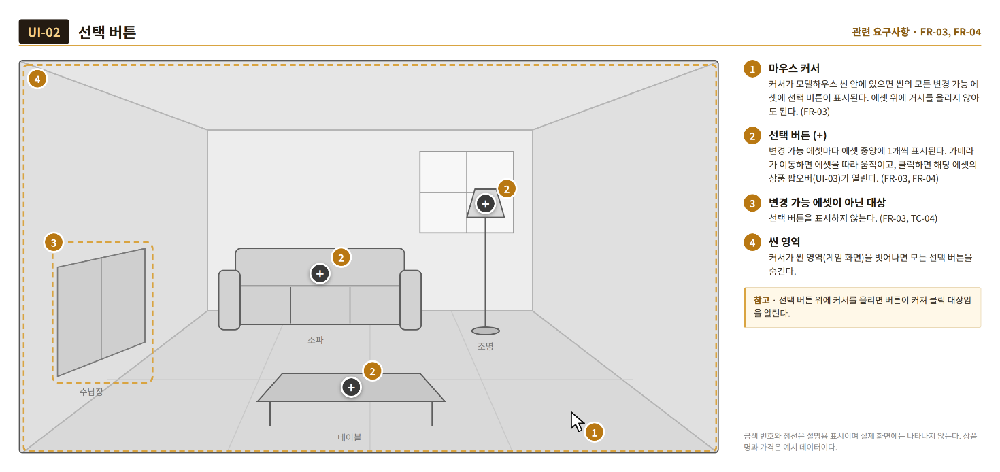 UI-02 선택 버튼
관련 요구사항 · FR-03, FR-04
4
2
+
3
2
+
소파
조명
수납장
2
+
테이블
1
1 마우스 커서
커서가 모델하우스 씬 안에 있으면 씬의 모든 변경 가능 에
셋에 선택 버튼이 표시된다. 에셋 위에 커서를 올리지 않아
도 된다. (FR-03)
2 선택 버튼 (+)
변경 가능 에셋마다 에셋 중앙에 1개씩 표시된다. 카메라
가 이동하면 에셋을 따라 움직이고, 클릭하면 해당 에셋의
상품 팝오버(UI-03)가 열린다. (FR-03, FR-04)
3 변경 가능 에셋이 아닌 대상
선택 버튼을 표시하지 않는다. (FR-03, TC-04)
4 씬 영역
커서가 씬 영역(게임 화면)을 벗어나면 모든 선택 버튼을
숨긴다.
참고 · 선택 버튼 위에 커서를 올리면 버튼이 커져 클릭 대상임
을 알린다.
금색 번호와 점선은 설명용 표시이며 실제 화면에는 나타나지 않는다. 상품
명과 가격은 예시 데이터이다.